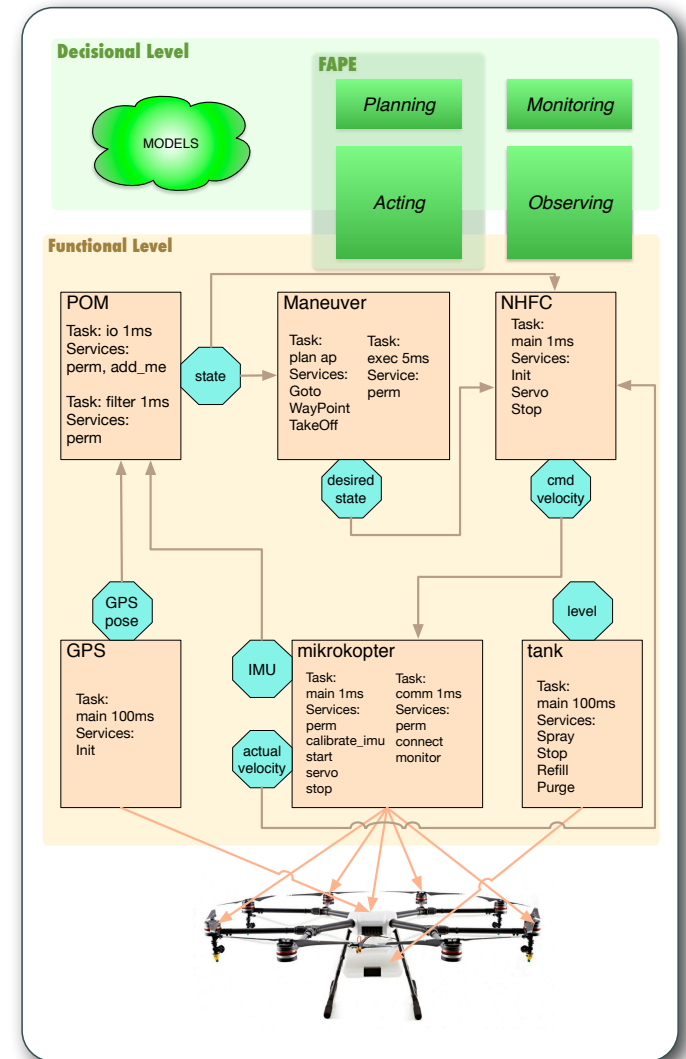 Decisional Level
FAPE
Planning
Monitoring
MODELS
Acting
Observing
Functional Level
POM
Task: io 1ms
Services:
perm, add_me
Task: filter 1ms
Services:
perm
state
Maneuver
Task:
plan ap
Services:
Goto
WayPoint
TakeOff
Task:
exec 5ms
Service:
perm
NHFC
Task:
main 1ms
Services:
Init
Servo
Stop
desired
state
cmd
velocity
GPS
pose
level
GPS
Task:
main 100ms
Services:
Init
IMU
actual
velocity
mikrokopter
Task:
main 1ms
Services:
perm
calibrate_imu
start
servo
stop
Task:
comm 1ms
Services:
perm
connect
monitor
tank
Task:
main 100ms
Services:
Spray
Stop
Refill
Purge